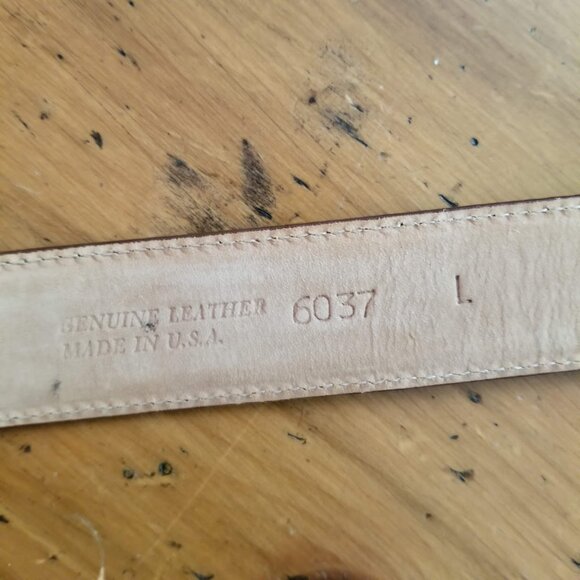 GENUINE LEATHER
MADE IN U.S.A.
6037
L